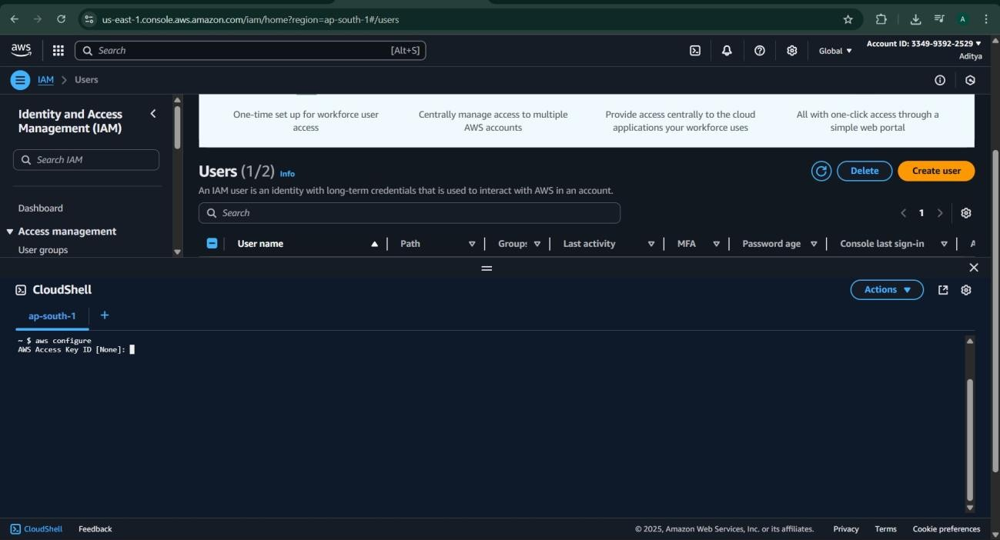 us-east-1.console.aws.amazon.com/iam/home?region=ap-south-1#/users
A
aws
Search
[Alt+S]
Global
Account ID: 3349-9392-2529
Aditya
IAM
Users
Identity and Access Management (IAM)
Search IAM
Dashboard
Access management
User groups
One-time set up for workforce user access
Centrally manage access to multiple AWS accounts
Provide access centrally to the cloud applications your workforce uses
All with one-click access through a simple web portal
Users (1/2) Info
Delete
Create user
An IAM user is an identity with long-term credentials that is used to interact with AWS in an account.
Search
1
User name
Path
Group:
Last activity
MFA
Password age
Console last sign-in
CloudShell
Actions
ap-south-1
+
~ $ aws configure
AWS Access Key ID [None]:
CloudShell
Feedback
© 2025, Amazon Web Services, Inc. or its affiliates.
Privacy
Terms
Cookie preferences